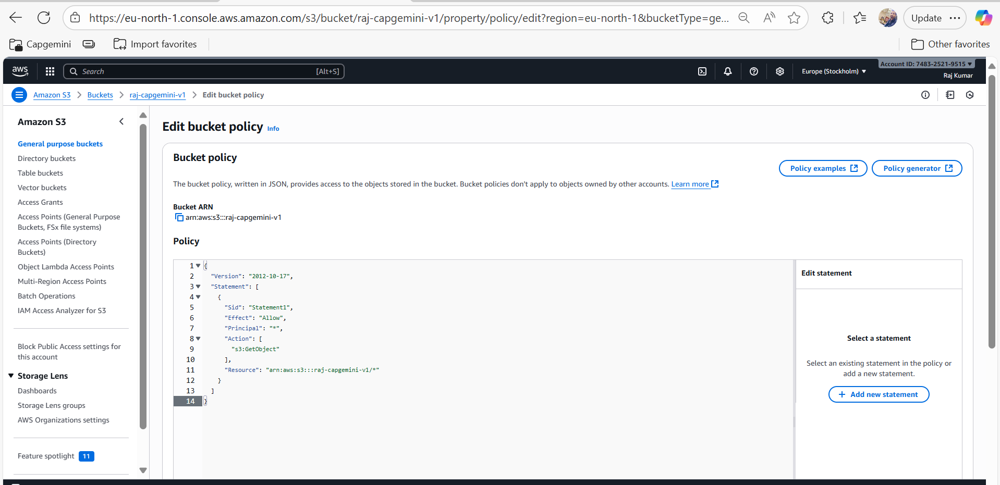 https://eu-north-1.console.aws.amazon.com/s3/bucket/raj-capgemini-v1/property/policy/edit?region=eu-north-1&bucketType=ge...
Update
Capgemini
Import favorites
Other favorites
aws
Search
[Alt+S]
Europe (Stockholm)
Account ID: 7483-2521-9515
Raj Kumar
Amazon S3
Buckets
raj-capgemini-v1
Edit bucket policy
Amazon S3
General purpose buckets
Directory buckets
Table buckets
Vector buckets
Access Grants
Access Points (General Purpose
Buckets, FSx file systems)
Access Points (Directory
Buckets)
Object Lambda Access Points
Multi-Region Access Points
Batch Operations
IAM Access Analyzer for S3
Block Public Access settings for
this account
Storage Lens
Dashboards
Storage Lens groups
AWS Organizations settings
Feature spotlight 11
Edit bucket policy Info
Bucket policy
Policy examples
Policy generator
The bucket policy, written in JSON, provides access to the objects stored in the bucket. Bucket policies don't apply to objects owned by other accounts. Learn more
Bucket ARN
arn:aws:s3:::raj-capgemini-v1
Policy
1 {
2 "Version": "2012-10-17",
3 "Statement": [
4 {
5 "Sid": "Statement1",
6 "Effect": "Allow",
7 "Principal": "*",
8 "Action": [
9 "s3:GetObject"
10 ],
11 "Resource": "arn:aws:s3:::raj-capgemini-v1/*"
12 }
13 ]
14 }
Edit statement
Select a statement
Select an existing statement in the policy or
add a new statement.
+ Add new statement